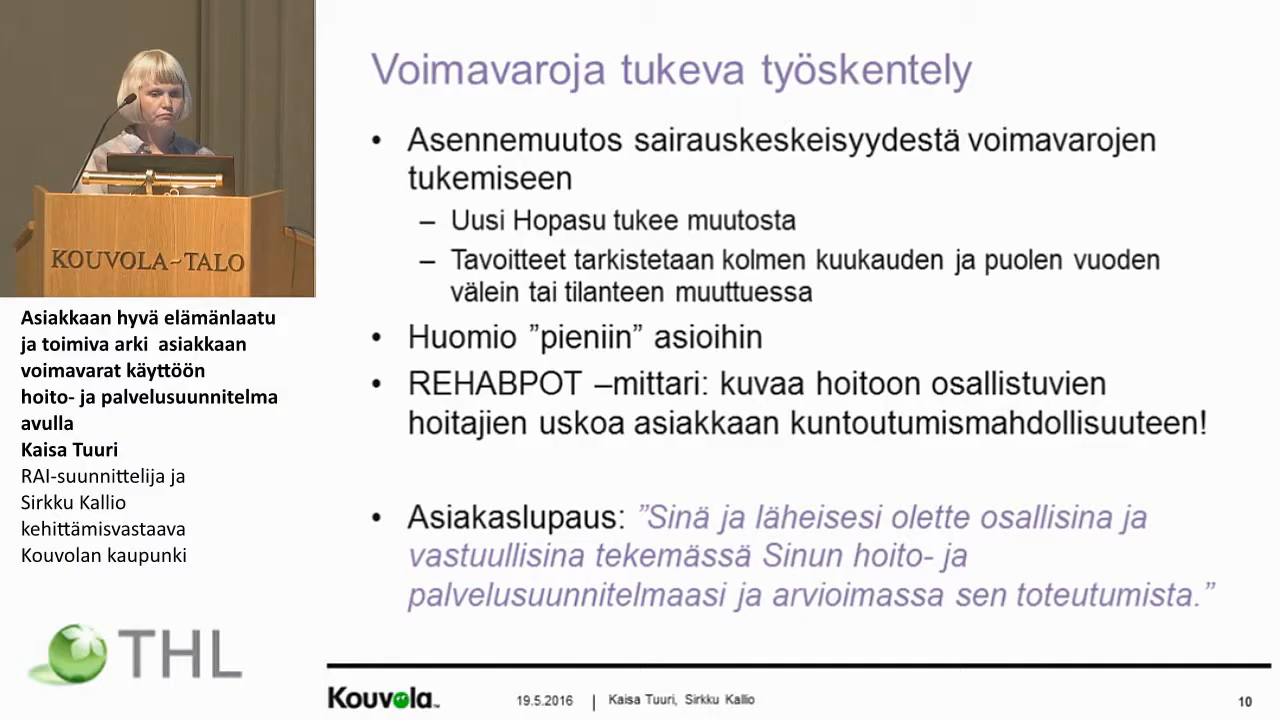 KOUVOLA-TALO
Asiakkaan hyvä elämänlaatu
ja toimiva arki asiakkaan
voimavarat käyttöön
hoito- ja palvelusuunnitelma
avulla
Kaisa Tuuri
RAI-suunnittelija ja
Sirkku Kallio
kehittämisvastaava
Kouvolan kaupunki
THL
Voimavaroja tukeva työskentely
• Asennemuutos sairauskeskeisyydestä voimavarojen
tukemiseen
– Uusi Hopasu tukee muutosta
– Tavoitteet tarkistetaan kolmen kuukauden ja puolen vuoden
välein tai tilanteen muuttuessa
• Huomio ”pieniin” asioihin
• REHABPOT –mittari: kuvaa hoitoon osallistuvien
hoitajien uskoa asiakkaan kuntoutumismahdollisuuteen!
• Asiakaslupaus: ”Sinä ja läheisesi olette osallisina ja
vastuullisina tekemässä Sinun hoito- ja
palvelusuunnitelmaasi ja arvioimassa sen toteutumista.”
Kouvola
19.5.2016 | Kaisa Tuuri, Sirkku Kallio
10